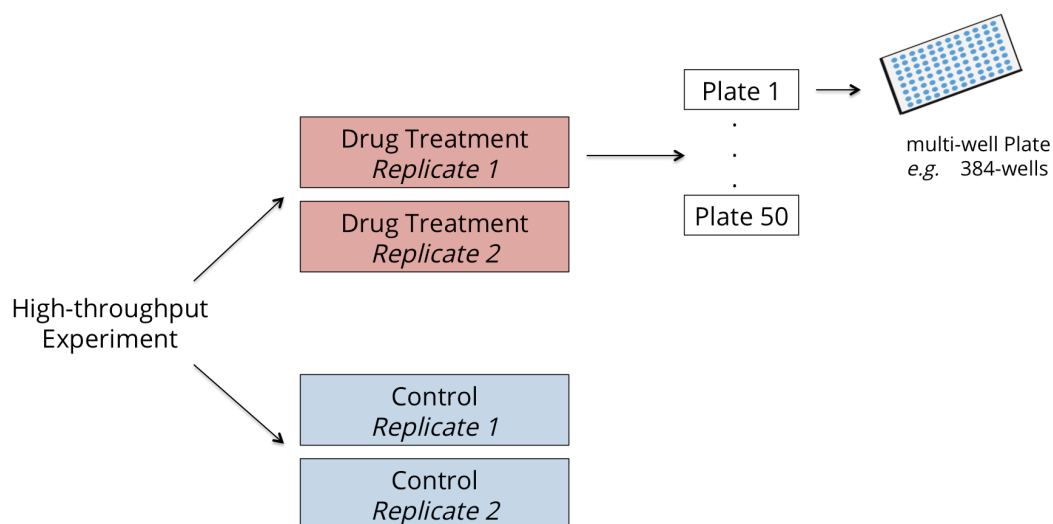 High-throughput
Experiment
Drug Treatment
Replicate 1
Drug Treatment
Replicate 2
Control
Replicate 1
Control
Replicate 2
Plate 1
Plate 50
multi-well Plate
e.g. 384-wells